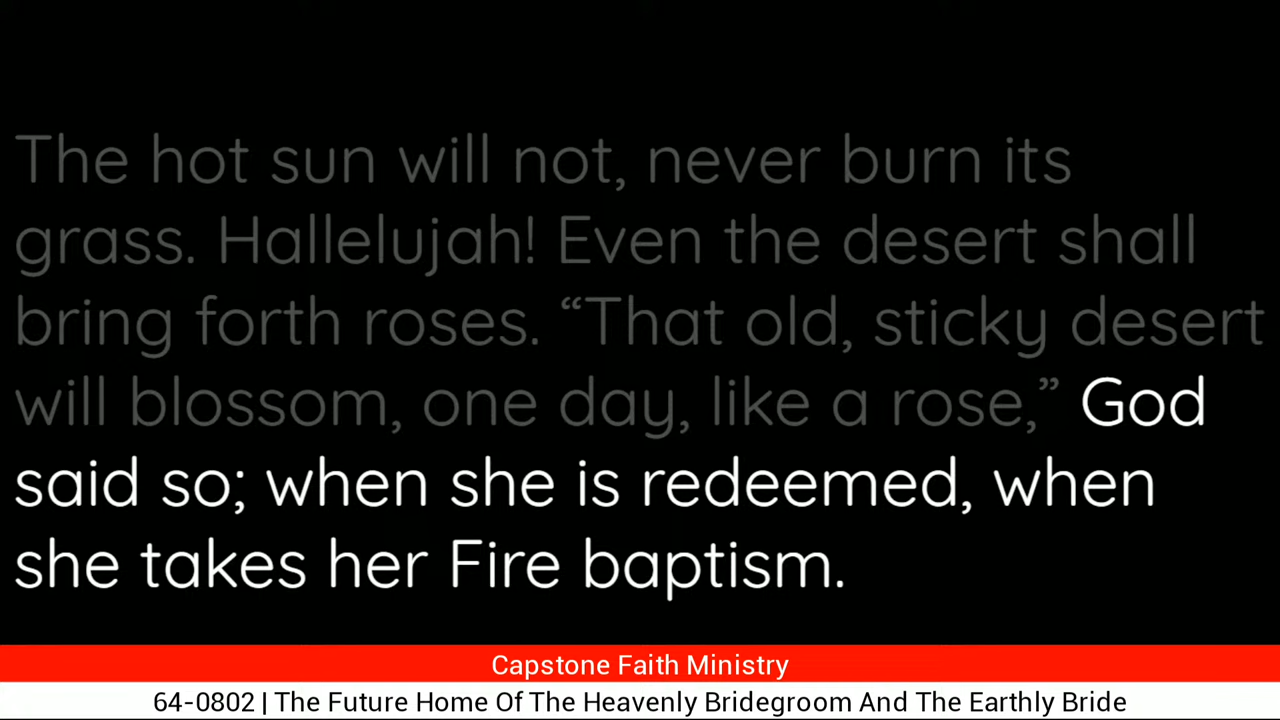 The hot sun will not, never burn its
grass. Hallelujah! Even the desert shall
bring forth roses. “That old, sticky desert
will blossom, one day, like a rose,” God
said so; when she is redeemed, when
she takes her Fire baptism.
Capstone Faith Ministry
64-0802 | The Future Home Of The Heavenly Bridegroom And The Earthly Bride